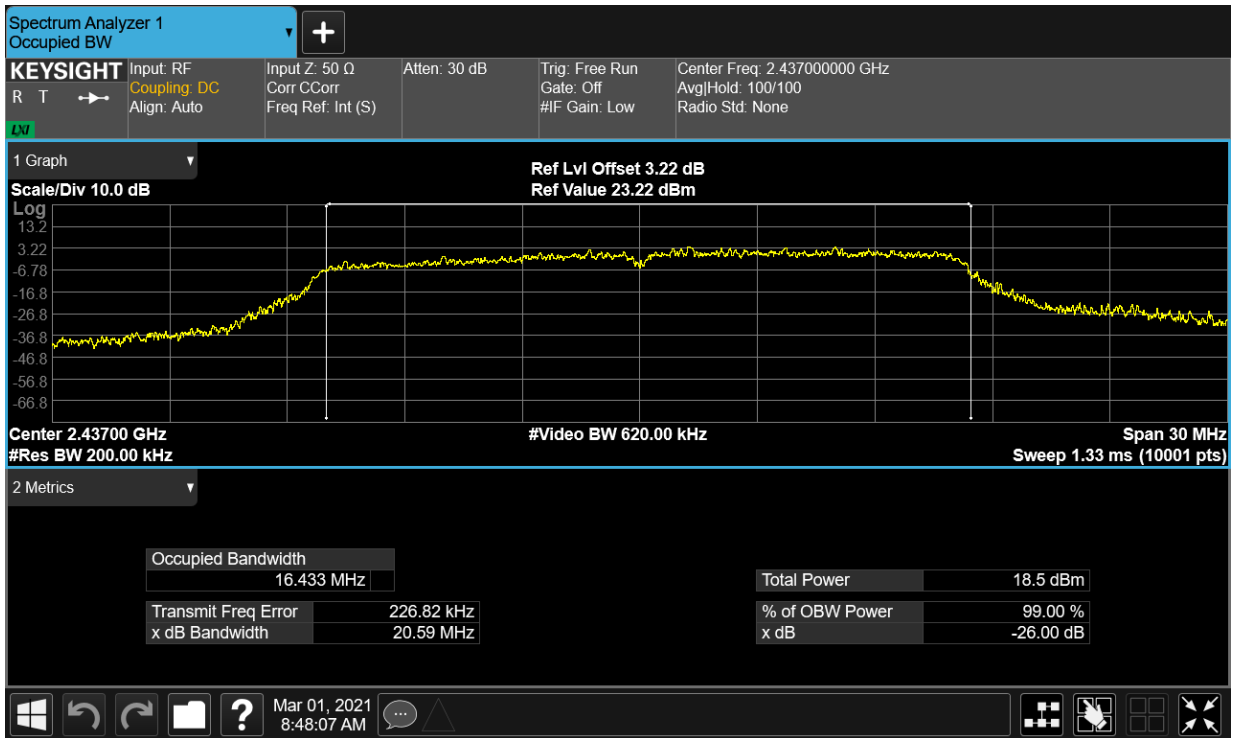 Spectrum Analyzer 1
Occupied BW
KEYSIGHT
R T
LXI
Input: RF
Coupling: DC
Align: Auto
Input Z: 50 Ω
Corr CCorr
Freq Ref: Int (S)
Atten: 30 dB
Trig: Free Run
Gate: Off
#IF Gain: Low
Center Freq: 2.437000000 GHz
Avg|Hold: 100/100
Radio Std: None
1 Graph
Scale/Div 10.0 dB
Ref Lvl Offset 3.22 dB
Ref Value 23.22 dBm
Log
13.2
3.22
-6.78
-16.8
-26.8
-36.8
-46.8
-56.8
-66.8
Center 2.43700 GHz
#Video BW 620.00 kHz
Span 30 MHz
#Res BW 200.00 kHz
Sweep 1.33 ms (10001 pts)
2 Metrics
Occupied Bandwidth
16.433 MHz
Transmit Freq Error 226.82 kHz
x dB Bandwidth 20.59 MHz
Total Power 18.5 dBm
% of OBW Power 99.00 %
x dB -26.00 dB
?
Mar 01, 2021
8:48:07 AM